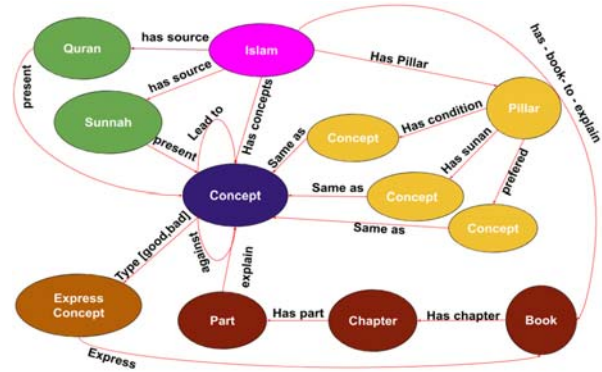 Quran
has source
Islam
has source
Has Pillar
has - book- to - explain
present
Sunnah
present
Lead to
Has concepts
Same as
Concept
Has condition
Pillar
Has sunan
prefered
Concept
Same as
Concept
Same as
Concept
Type [good,bad]
against
explain
Express
Concept
Part
Has part
Chapter
Has chapter
Book
Express